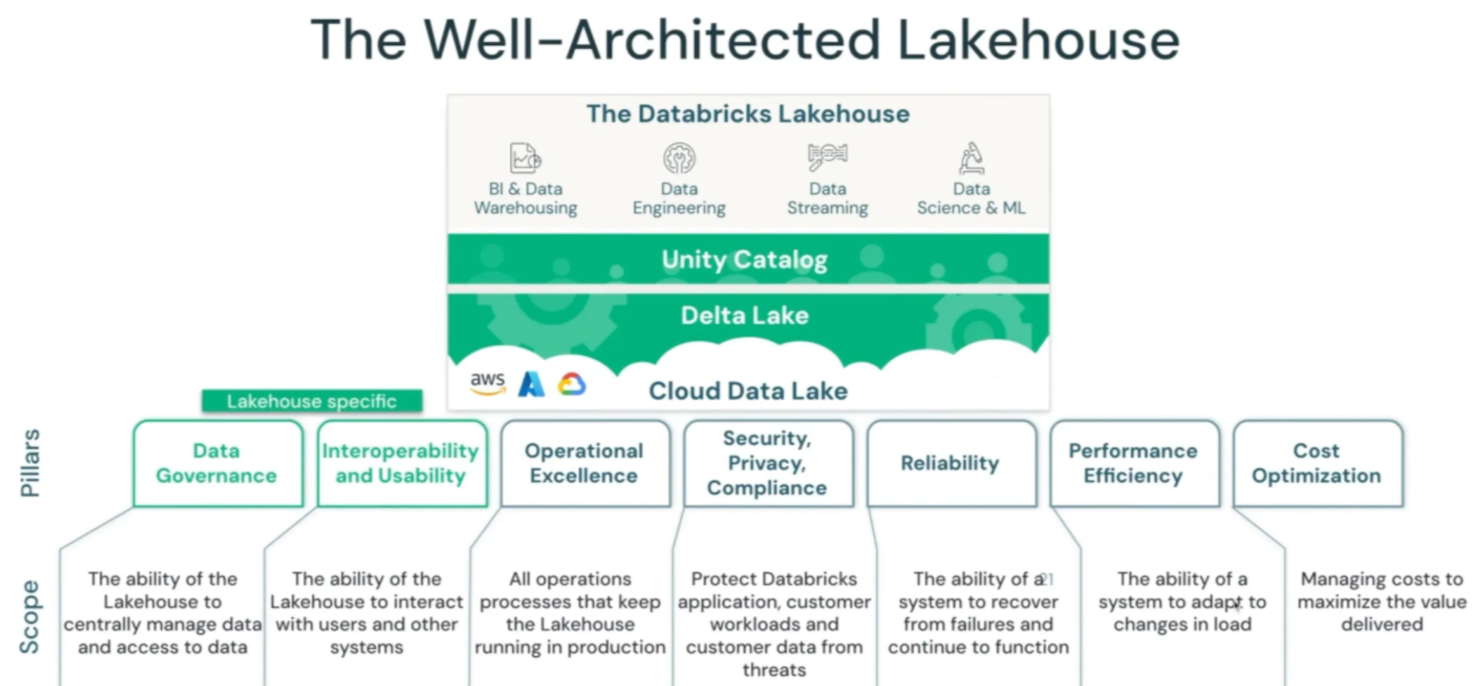 The Well-Architected Lakehouse
The Databricks Lakehouse
BI & Data
Warehousing
Data
Engineering
Data
Streaming
Data
Science & ML
Unity Catalog
Delta Lake
aws
Cloud Data Lake
Lakehouse specific
Pillars
Data
Governance
Interoperability
and Usability
Operational
Excellence
Security,
Privacy,
Compliance
Reliability
Performance
Efficiency
Cost
Optimization
Scope
The ability of the
Lakehouse to
centrally manage data
and access to data
The ability of the
Lakehouse to interact
with users and other
systems
All operations
processes that keep
the Lakehouse
running in production
Protect Databricks
application, customer
workloads and
customer data from
threats
The ability of a
21
system to recover
from failures and
continue to function
The ability of a
system to adapt to
changes in load
Managing costs to
maximize the value
delivered